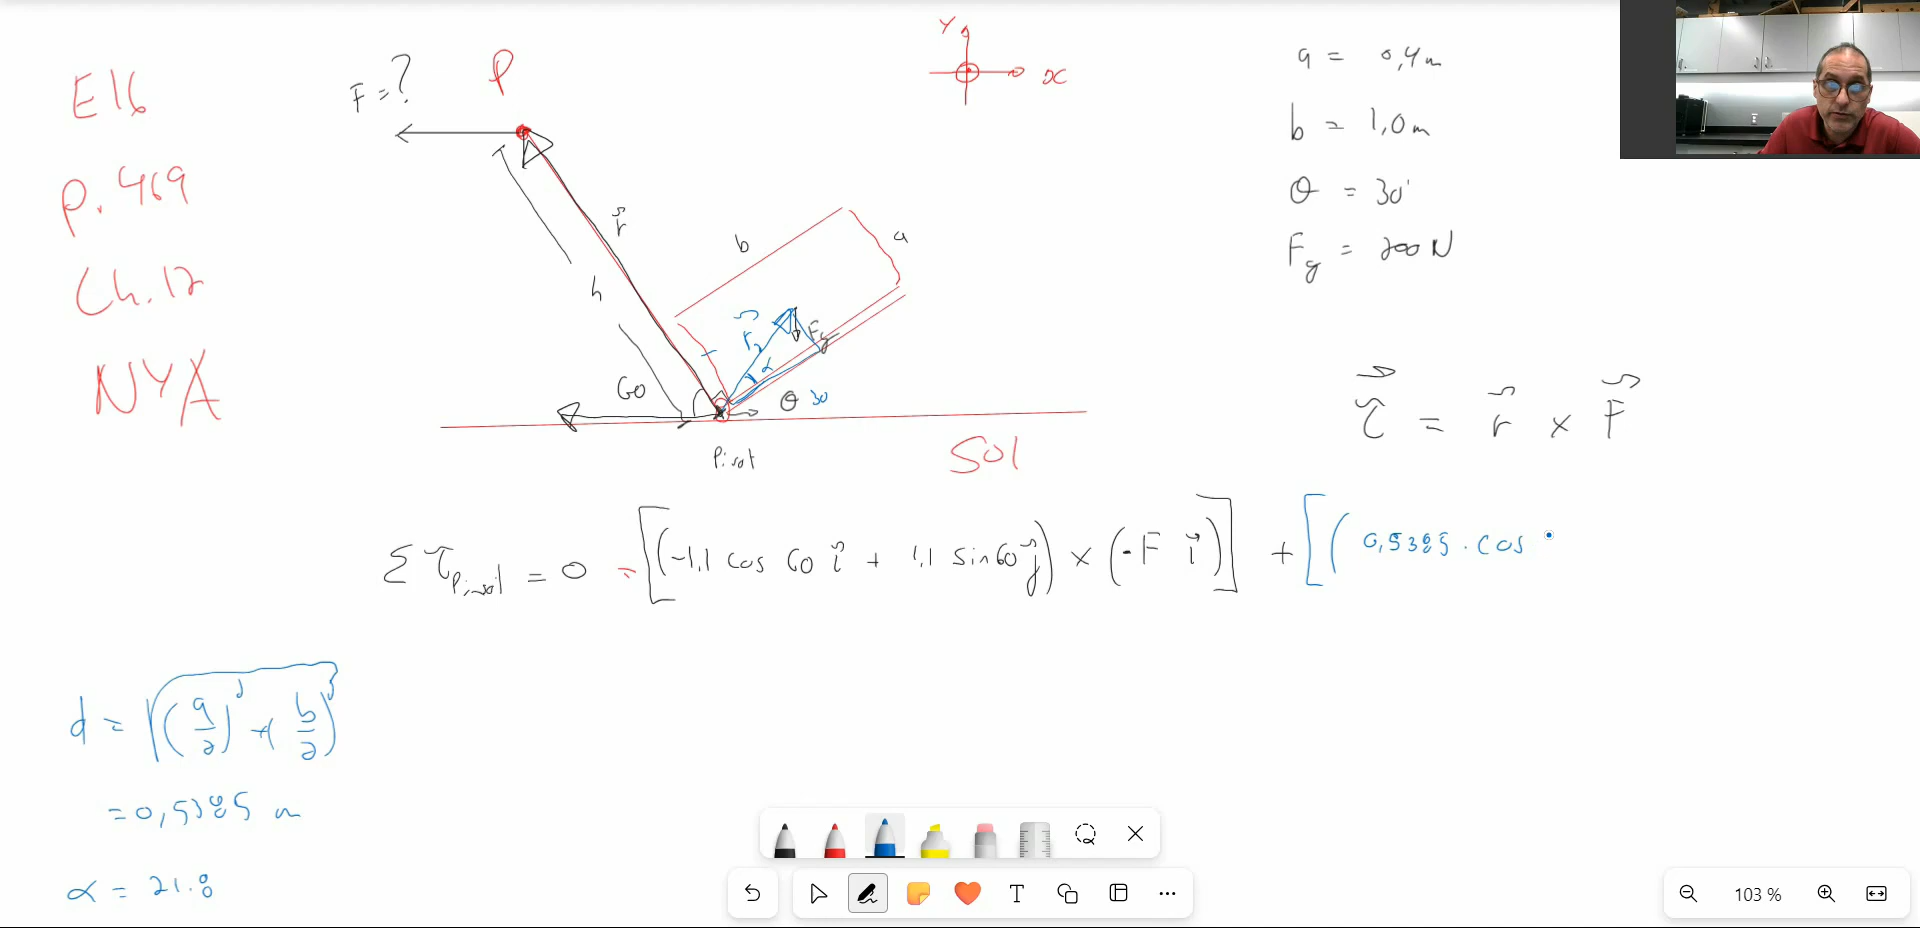 E16
P. 469
Ch. 12
NYA
F = ?
P
Y
x
r
h
b
a
r₂
Fg
α
60
θ 30
Pivot
Sol
a = 0,4 m
b = 1,0 m
θ = 30°
Fg = 200 N
τ = r × F
Σ τPivot = 0 = [(-1,1 cos 60 i + 1,1 sin 60 j) × (-F i)] + [( 0,5385 . cos
d = √((a/2)² + (b/2)²)
= 0,5385 m
α = 21.8
T
103 %